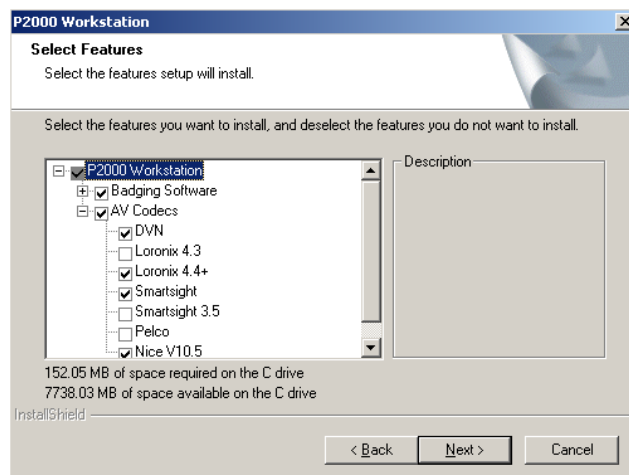 P2000 Workstation
Select Features
Select the features setup will install.
Select the features you want to install, and deselect the features you do not want to install.
P2000 Workstation
Description
Badging Software
AV Codecs
DVN
Loronix 4.3
Loronix 4.4+
Smartsight
Smartsight 3.5
Pelco
Nice V10.5
152.05 MB of space required on the C drive
7738.03 MB of space available on the C drive
InstallShield
< Back Next > Cancel